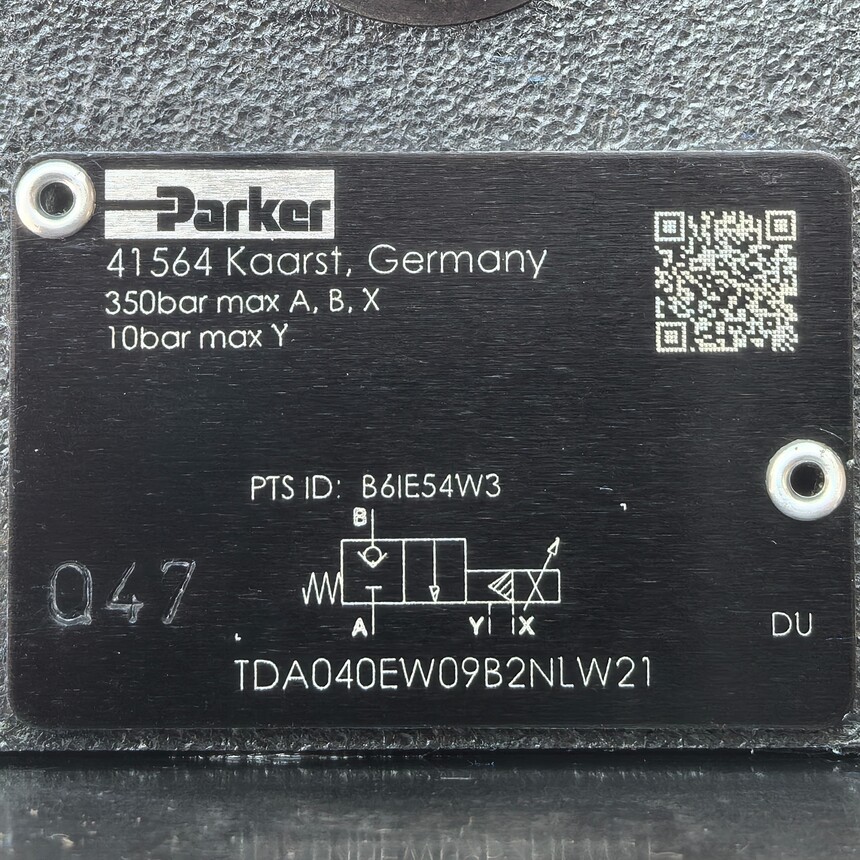 Parker
41564 Kaarst, Germany
350bar max A, B, X
10bar max Y
PTS ID: B6IE54W3
B
A Y X
Q47
DU
TDA040EW09B2NLW21